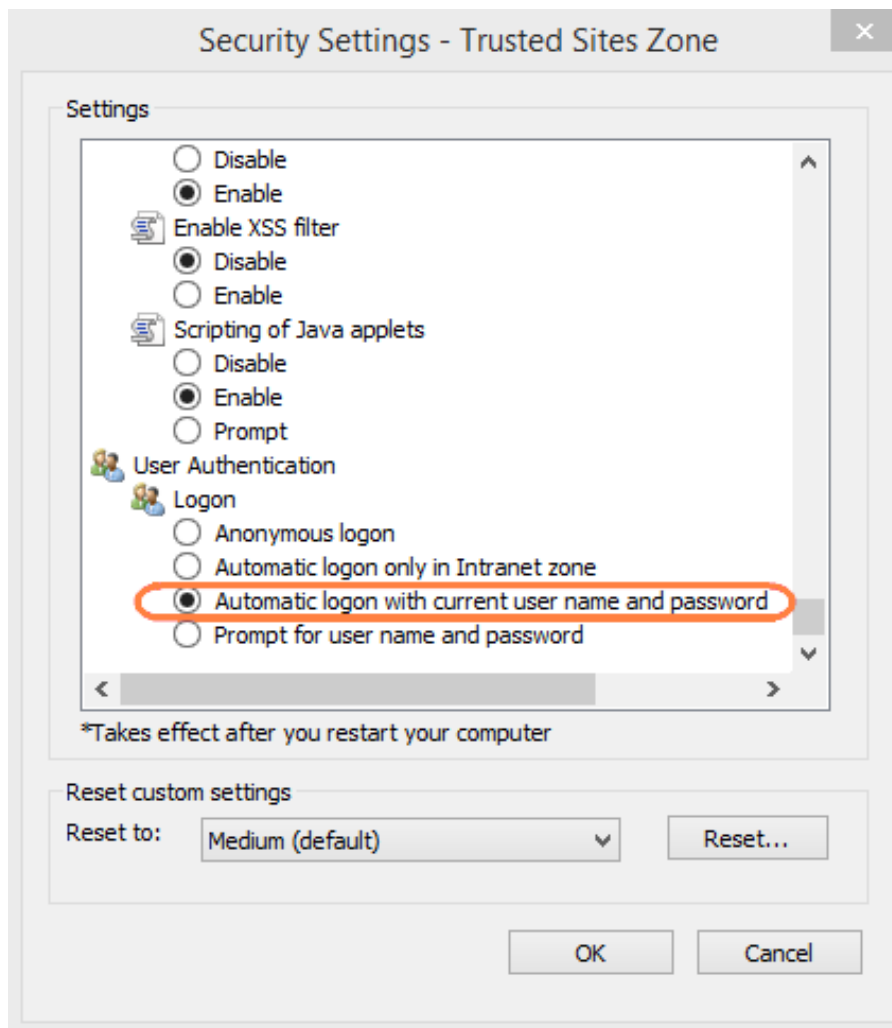 Security Settings - Trusted Sites Zone
Settings
Disable
Enable
Enable XSS filter
Disable
Enable
Scripting of Java applets
Disable
Enable
Prompt
User Authentication
Logon
Anonymous logon
Automatic logon only in Intranet zone
Automatic logon with current user name and password
Prompt for user name and password
*Takes effect after you restart your computer
Reset custom settings
Reset to: Medium (default) Reset...
OK Cancel